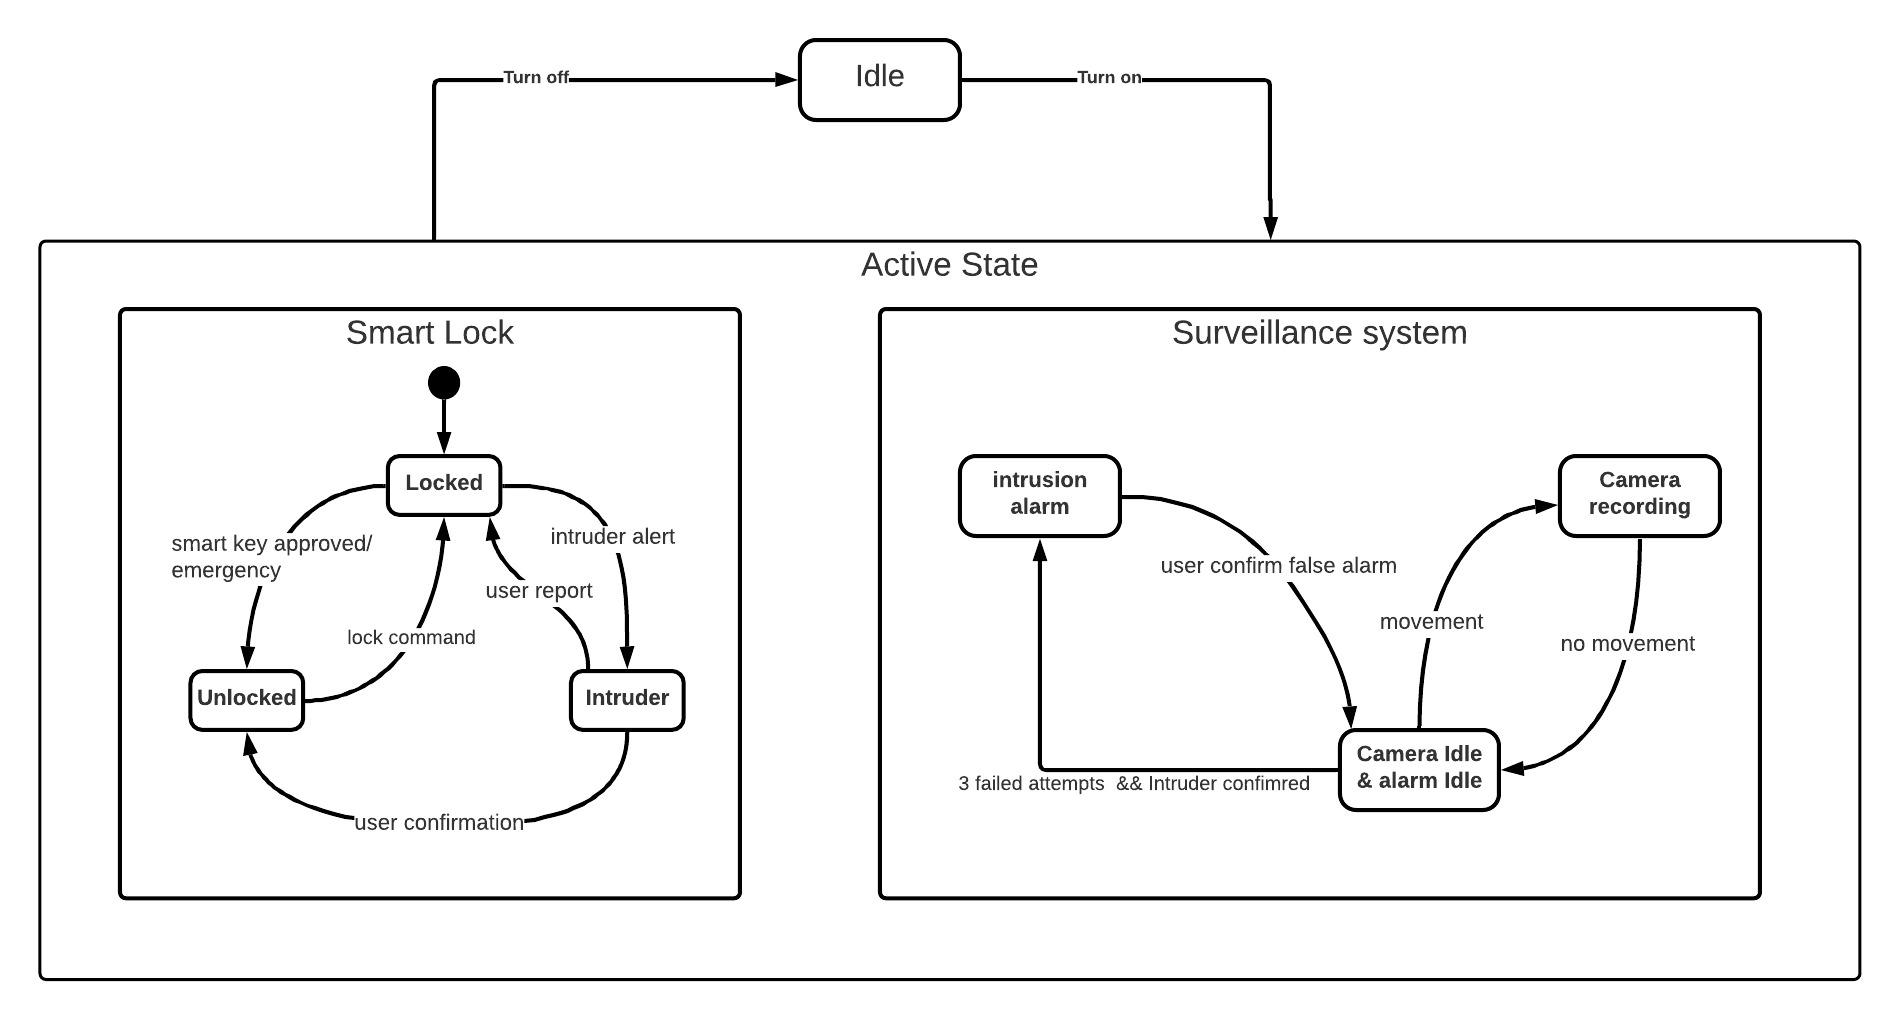 Idle
Turn off
Turn on
Active State
Smart Lock
Locked
smart key approved/
emergency
intruder alert
user report
lock command
Unlocked
Intruder
user confirmation
Surveillance system
intrusion
alarm
Camera
recording
user confirm false alarm
movement
no movement
Camera Idle
& alarm Idle
3 failed attempts  && Intruder confimred